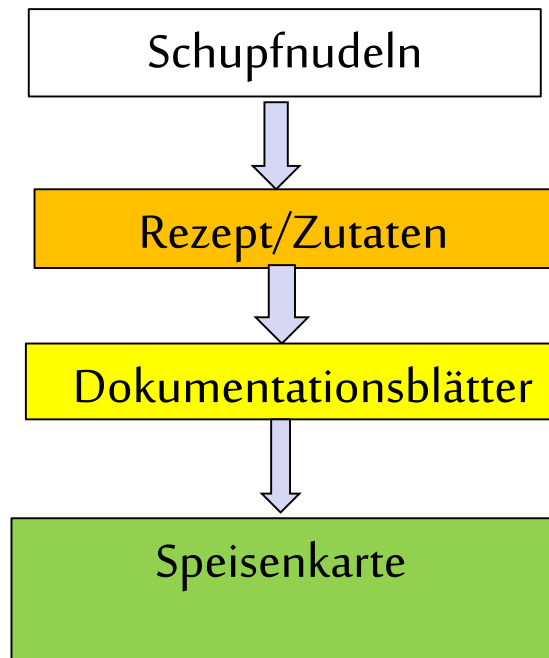 Schupfnudeln
Rezept/Zutaten
Dokumentationsblätter
Speisenkarte